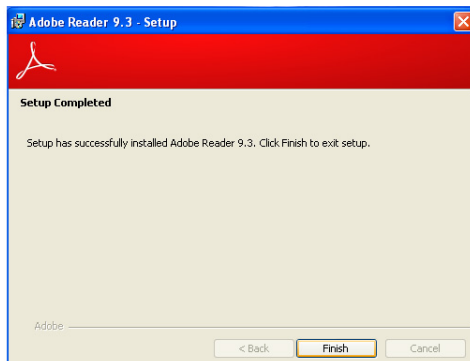 Adobe Reader 9.3 - Setup
Setup Completed
Setup has successfully installed Adobe Reader 9.3. Click Finish to exit setup.
Adobe
< Back
Finish
Cancel